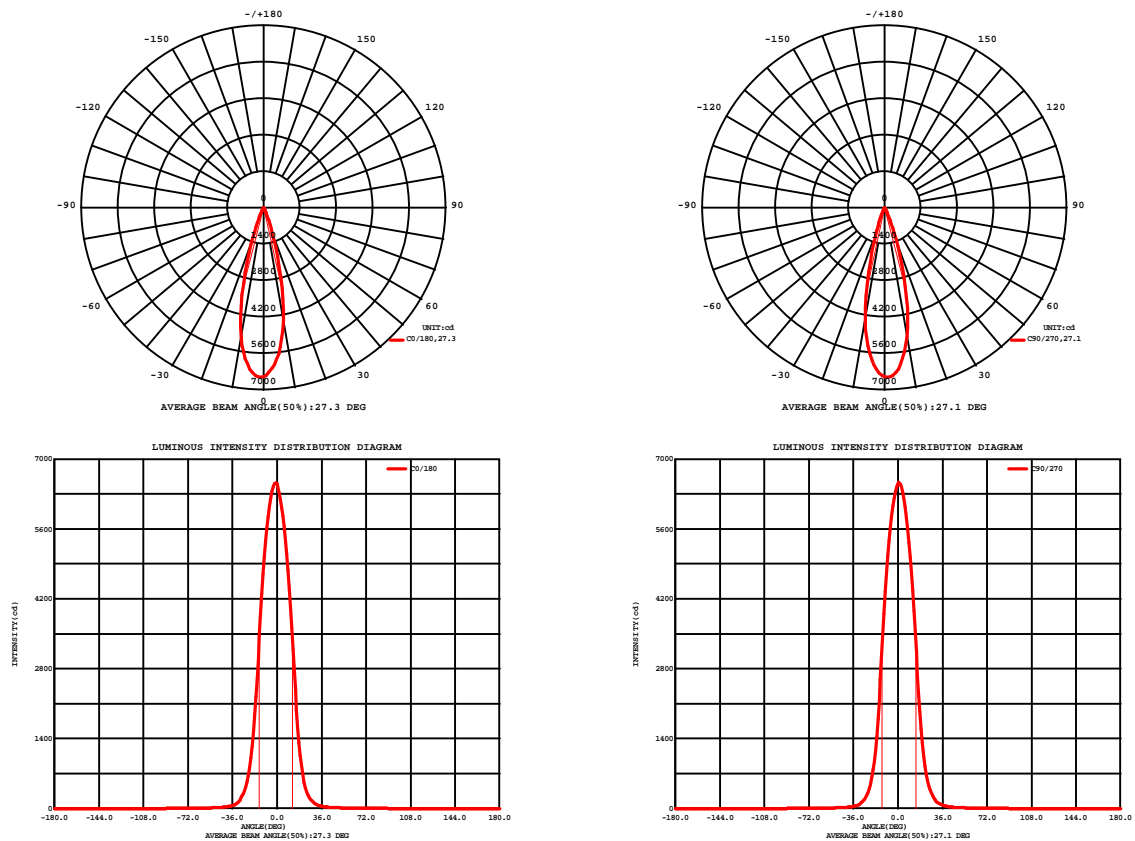 -/+180
-150
150
-120
120
-90
90
-60
60
-30
30
0
0
1400
2800
4200
5600
7000
UNIT:cd
C0/180,27.3
AVERAGE BEAM ANGLE(50%):27.3 DEG
-/+180
-150
150
-120
120
-90
90
-60
60
-30
30
0
0
1400
2800
4200
5600
7000
UNIT:cd
C90/270,27.1
AVERAGE BEAM ANGLE(50%):27.1 DEG
LUMINOUS INTENSITY DISTRIBUTION DIAGRAM
C0/180
7000
5600
4200
2800
1400
0
INTENSITY(cd)
-180.0 -144.0 -108.0 -72.0 -36.0 0.0 36.0 72.0 108.0 144.0 180.0
ANGLE(DEG)
AVERAGE BEAM ANGLE(50%):27.3 DEG
LUMINOUS INTENSITY DISTRIBUTION DIAGRAM
C90/270
7000
5600
4200
2800
1400
0
INTENSITY(cd)
-180.0 -144.0 -108.0 -72.0 -36.0 0.0 36.0 72.0 108.0 144.0 180.0
ANGLE(DEG)
AVERAGE BEAM ANGLE(50%):27.1 DEG